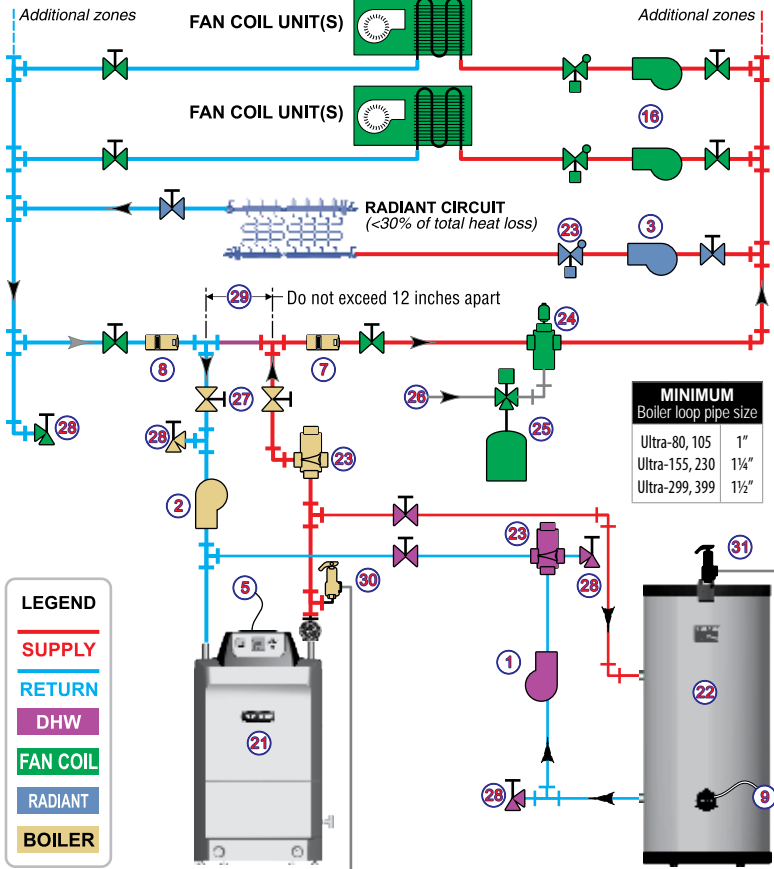 Additional zones
FAN COIL UNIT(S)
Additional zones
FAN COIL UNIT(S)
16
RADIANT CIRCUIT
(<30% of total heat loss)
23
3
29
Do not exceed 12 inches apart
24
8
7
26
27
28
28
25
23
MINIMUM
Boiler loop pipe size
Ultra-80, 105 1"
Ultra-155, 230 1¼"
Ultra-299, 399 1½"
2
23
31
30
28
5
LEGEND
SUPPLY
RETURN
DHW
FAN COIL
RADIANT
BOILER
1
22
21
28
9